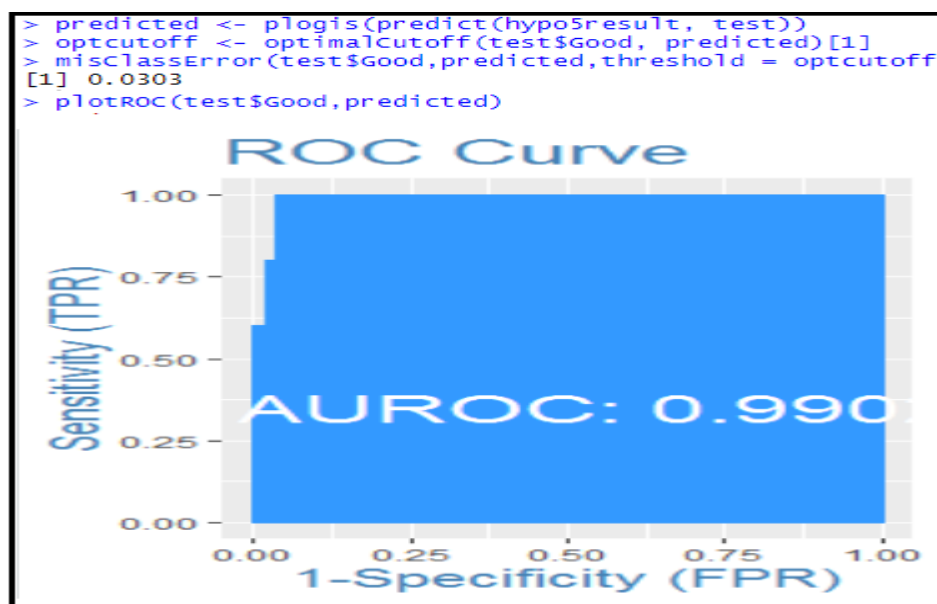 > predicted <- plogis(predict(hypo5result, test))
> optcutoff <- optimalCutoff(test$Good, predicted)[1]
> misClassError(test$Good,predicted,threshold = optcutoff
[1] 0.0303
> plotROC(test$Good,predicted)
ROC Curve
1.00
0.75
0.50
0.25
0.00
Sensitivity (TPR)
AUROC: 0.990
0.00 0.25 0.50 0.75 1.00
1-Specificity (FPR)